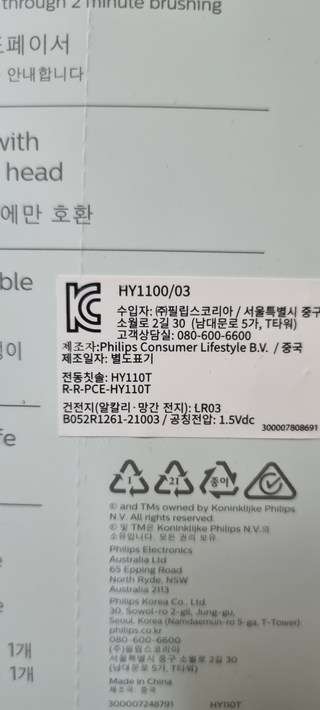 through 2 minute brushing
페이서
안내합니다
with
head
에만 호환
ble
HY1100/03
수입자: ㈜필립스코리아 / 서울특별시 중구
소월로 2길 30 (남대문로 5가, T타워)
고객상담실: 080-600-6600
제조자:Philips Consumer Lifestyle B.V. / 중국
제조일자: 별도표기
전동칫솔: HY110T
R-R-PCE-HY110T
건전지(알칼리·망간 전지): LR03
B052R1261-21003 / 공칭전압: 1.5Vdc
300007808691
1 21 종이
© and TMs owned by Koninklijke Philips
N.V. All rights reserved.
© 및 TM은 Koninklijke Philips N.V.의
소유입니다. 모든 권리 보유.
Philips Electronics
Australia Ltd
65 Epping Road
North Ryde, NSW
Australia 2113
Philips Korea Co., Ltd.
30, Sowol-ro 2-gil, Jung-gu,
Seoul, Korea (Namdaemun-ro 5-ga, T-Tower)
philips.co.kr
080-600-6600
(주)필립스코리아
서울특별시 중구 소월로 2길 30
(남대문로 5가, T타워)
Made in China
제조국: 중국
1개
1개
300007248791 HY110T